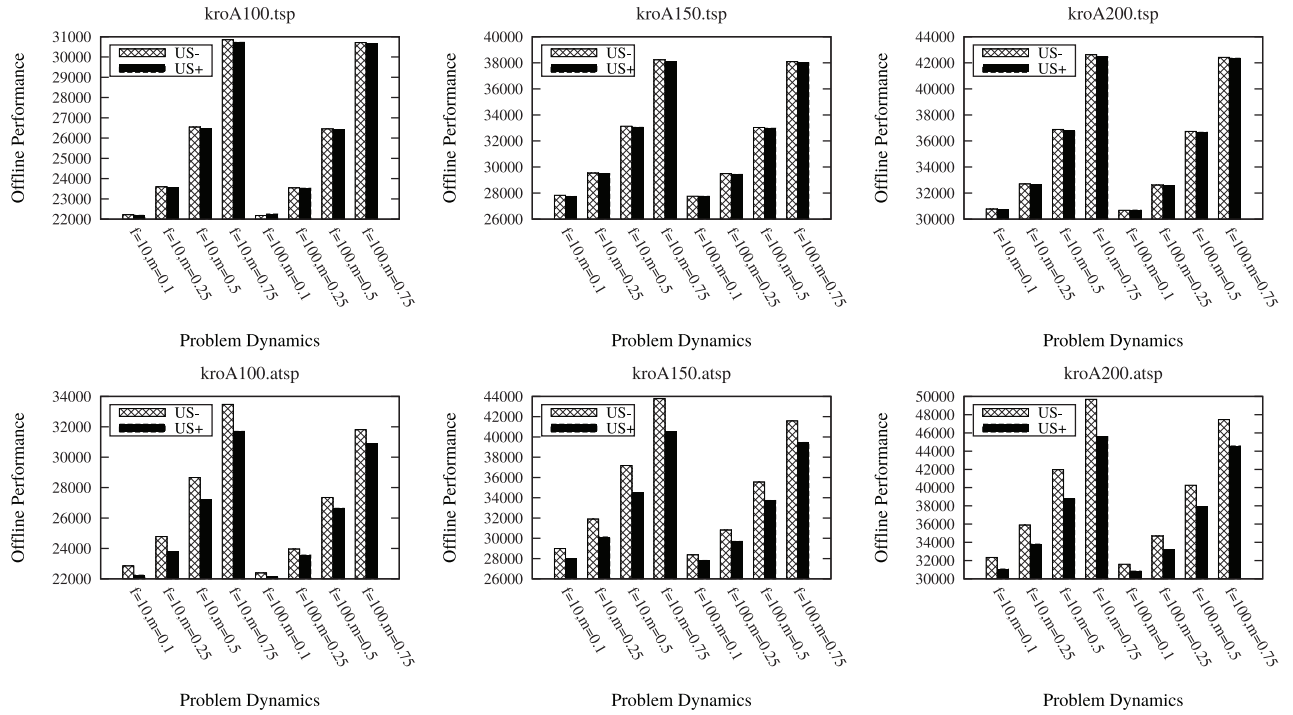 kroA100.tsp
Offline Performance
31000
30000
29000
28000
27000
26000
25000
24000
23000
22000
US-
US+
f=10,m=0.1
f=10,m=0.25
f=10,m=0.5
f=10,m=0.75
f=100,m=0.1
f=100,m=0.25
f=100,m=0.5
f=100,m=0.75
Problem Dynamics
kroA150.tsp
Offline Performance
40000
38000
36000
34000
32000
30000
28000
26000
US-
US+
f=10,m=0.1
f=10,m=0.25
f=10,m=0.5
f=10,m=0.75
f=100,m=0.1
f=100,m=0.25
f=100,m=0.5
f=100,m=0.75
Problem Dynamics
kroA200.tsp
Offline Performance
44000
42000
40000
38000
36000
34000
32000
30000
US-
US+
f=10,m=0.1
f=10,m=0.25
f=10,m=0.5
f=10,m=0.75
f=100,m=0.1
f=100,m=0.25
f=100,m=0.5
f=100,m=0.75
Problem Dynamics
kroA100.atsp
Offline Performance
34000
32000
30000
28000
26000
24000
22000
US-
US+
f=10,m=0.1
f=10,m=0.25
f=10,m=0.5
f=10,m=0.75
f=100,m=0.1
f=100,m=0.25
f=100,m=0.5
f=100,m=0.75
Problem Dynamics
kroA150.atsp
Offline Performance
44000
42000
40000
38000
36000
34000
32000
30000
28000
26000
US-
US+
f=10,m=0.1
f=10,m=0.25
f=10,m=0.5
f=10,m=0.75
f=100,m=0.1
f=100,m=0.25
f=100,m=0.5
f=100,m=0.75
Problem Dynamics
kroA200.atsp
Offline Performance
50000
48000
46000
44000
42000
40000
38000
36000
34000
32000
30000
US-
US+
f=10,m=0.1
f=10,m=0.25
f=10,m=0.5
f=10,m=0.75
f=100,m=0.1
f=100,m=0.25
f=100,m=0.5
f=100,m=0.75
Problem Dynamics